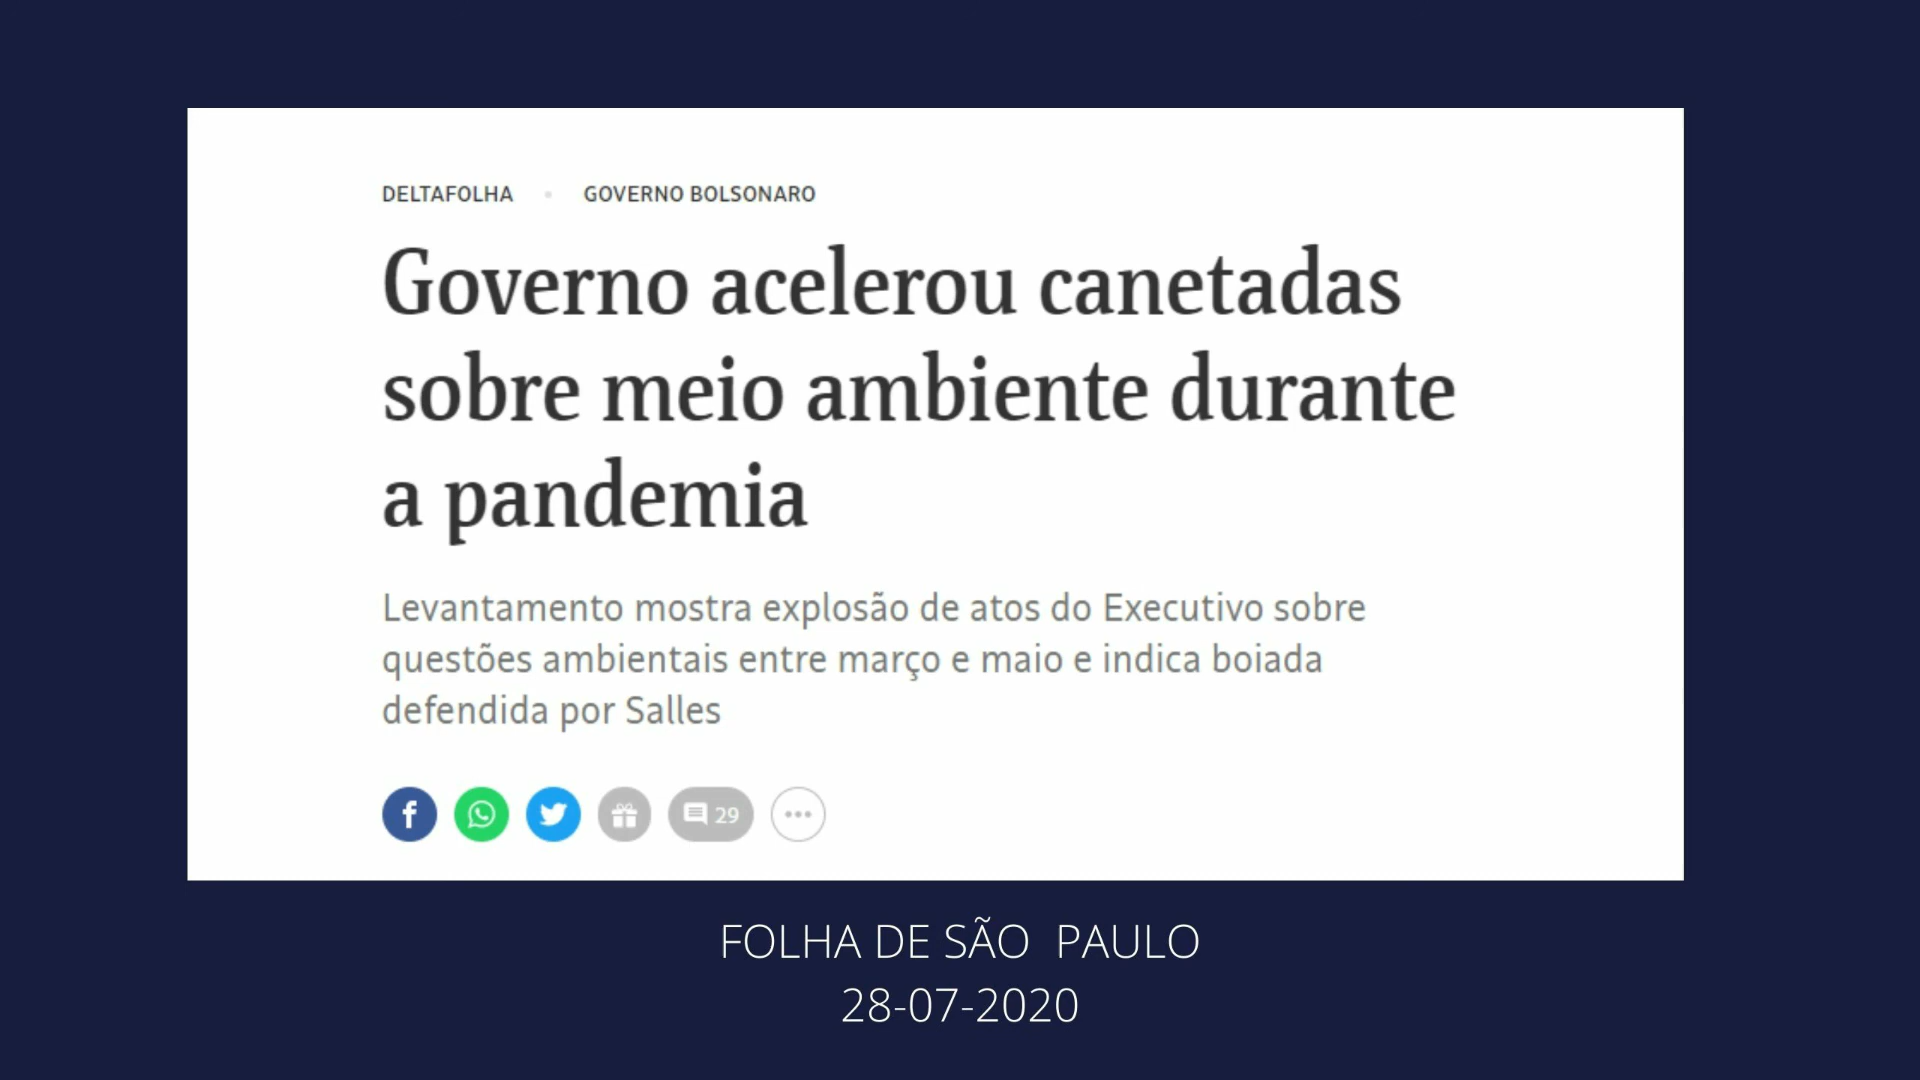 DELTAFOLHA • GOVERNO BOLSONARO
Governo acelerou canetadas
sobre meio ambiente durante
a pandemia
Levantamento mostra explosão de atos do Executivo sobre
questões ambientais entre março e maio e indica boiada
defendida por Salles
29
FOLHA DE SÃO PAULO
28-07-2020